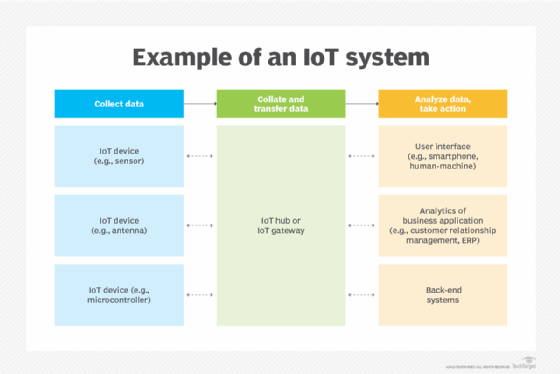 Example of an IoT system
Collect data
Collate and
transfer data
Analyze data,
take action
IoT device
(e.g., sensor)
IoT device
(e.g., antenna)
IoT device (e.g.,
microcontroller)
IoT hub or
IoT gateway
User interface
(e.g., smartphone,
human-machine)
Analytics of
business application
(e.g., customer relationship
management, ERP)
Back-end
systems
TechTarget